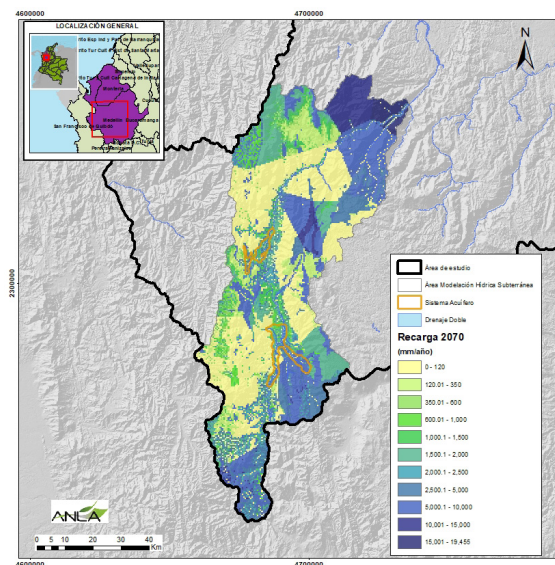 4600000
4700000
LOCALIZACIÓN GENERAL
Montería
Medellín
San Francisco de Quibdó
N
2300000
Área de estudio
Área Modelación Hídrica Subterránea
Sistema Acuífero
Drenaje Doble
Recarga 2070
(mm/año)
0 - 120
120.01 - 350
350.01 - 600
600.01 - 1,000
1,000.1 - 1,500
1,500.1 - 2,000
2,000.1 - 2,500
2,500.1 - 5,000
5,000.1 - 10,000
10,001 - 15,000
15,001 - 19,455
ANLA
0 5 10 20 30 40
Km
4600000
4700000